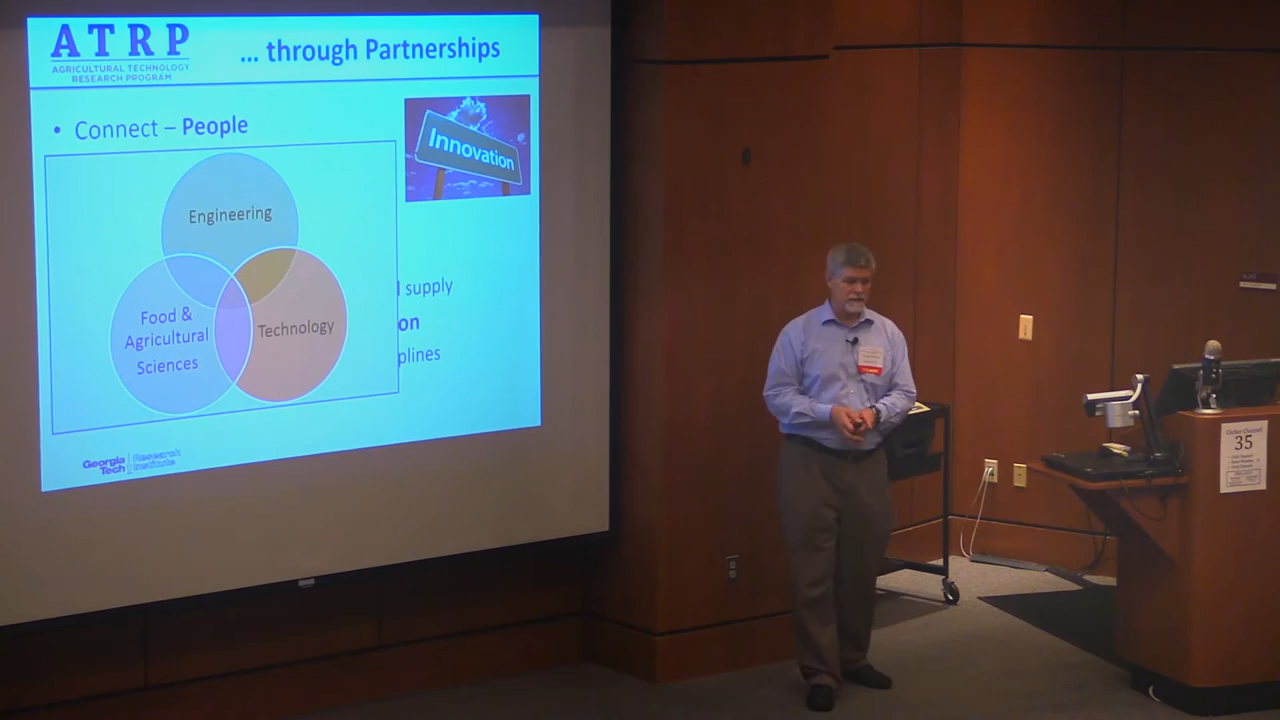 ATRP
AGRICULTURAL TECHNOLOGY
RESEARCH PROGRAM
... through Partnerships
• Connect – People
Innovation
Engineering
Food &
Agricultural
Sciences
Technology
supply
on
plines
Georgia
Tech
Research
Institute
35